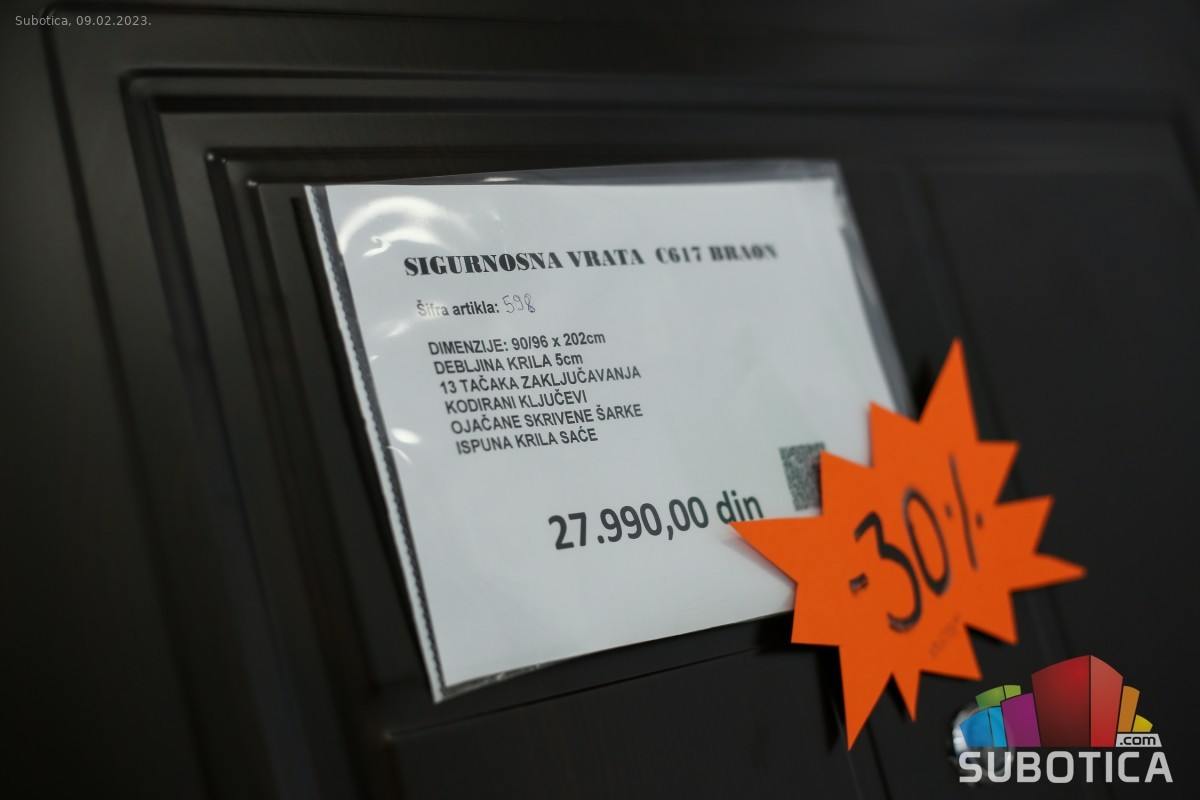 Subotica, 09.02.2023.
SIGURNOSNA VRATA C617 BRAON
Šifra artikla: 598
DIMENZIJE: 90/96 x 202cm
DEBLJINA KRILA 5cm
13 TAČAKA ZAKLJUČAVANJA
KODIRANI KLJUČEVI
OJAČANE SKRIVENE ŠARKE
ISPUNA KRILA SAĆE
27.990,00 din
-30%
.com
SUBOTICA